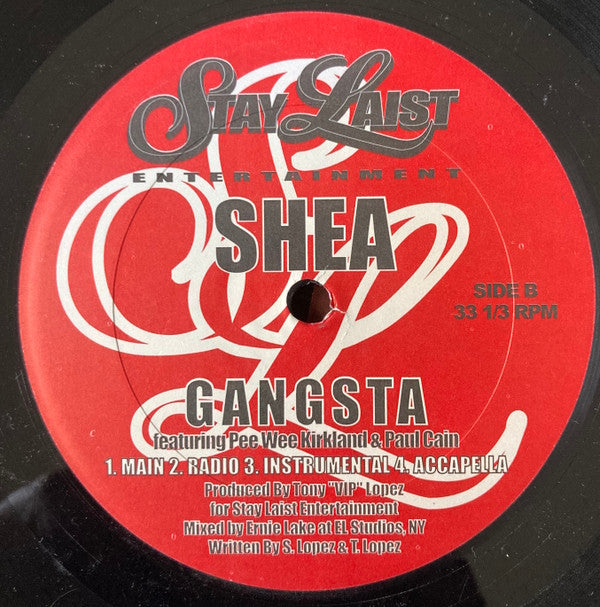 STAY LAIST
ENTERTAINMENT
SHEA
SIDE B
33 1/3 RPM
GANGSTA
featuring Pee Wee Kirkland & Paul Cain
1. MAIN 2. RADIO 3. INSTRUMENTAL 4. ACCAPELLA
Produced By Tony "VIP" Lopez
for Stay Laist Entertainment
Mixed by Ernie Lake at EL Studios, NY
Written By S. Lopez & T. Lopez